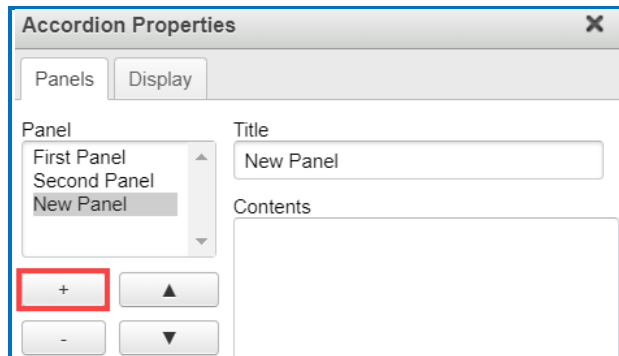 Accordion Properties
Panels
Display
Panel
First Panel
Second Panel
New Panel
+
▲
-
▼
Title
New Panel
Contents